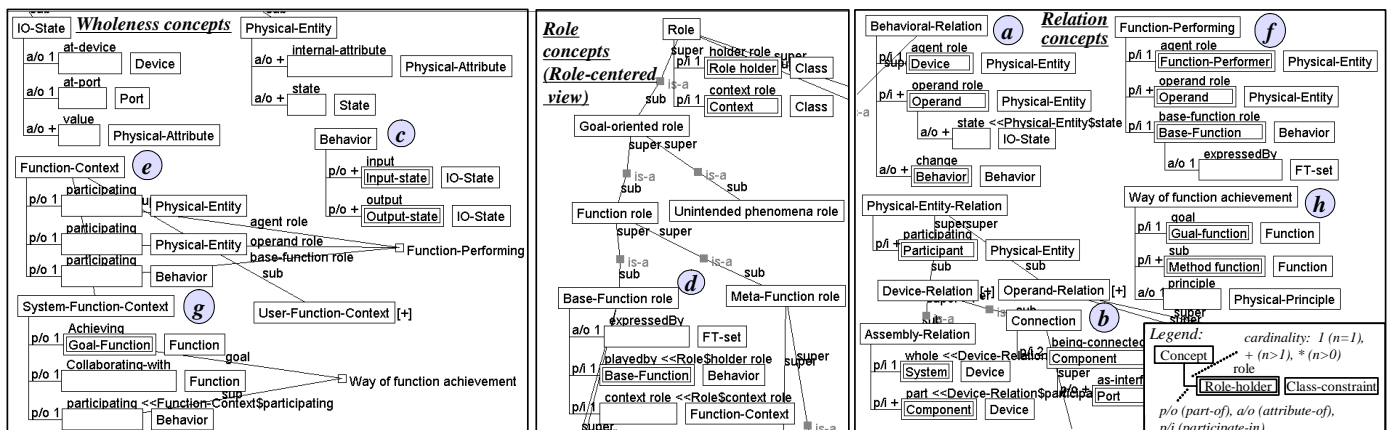 Wholeness concepts
IO-State
a/o 1 at-device Device
a/o 1 at-port Port
a/o + value Physical-Attribute
Physical-Entity
a/o + internal-attribute Physical-Attribute
a/o + state State
Behavior c
p/o + input Input-state IO-State
p/o + output Output-state IO-State
Function-Context e
p/o 1 participating Physical-Entity
agent role
p/o 1 participating Physical-Entity
operand role Function-Performing
base-function role
p/o 1 participating Behavior
sub
System-Function-Context g
User-Function-Context [+]
p/o 1 Achieving Goal-Function Function
goal
p/o 1 Collaborating-with Function
Way of function achievement
sup
p/o 1 participating <<Function-Context$participating
Behavior
Role
concepts
(Role-centered
view)
Role
super super
p/i 1 holder role Role holder Class
is-a
sub
p/i 1 context role Context Class
Goal-oriented role
super super
is-a is-a
sub sub
Function role Unintended phenomena role
super super
is-a is-a
sub d sub
Base-Function role Meta-Function role
a/o 1 expressedBy FT-set
p/i 1 playedby <<Role$holder role
Base-Function Behavior
super
p/i 1 context role <<Role$context role
Function-Context
super is-a
Relation
concepts
Behavioral-Relation a
p/i 1 agent role Device Physical-Entity
p/i + operand role Operand Physical-Entity
a/o + state <<Physical-Entity$state
IO-State
a/o + change Behavior Behavior
Function-Performing f
p/i 1 agent role Function-Performer Physical-Entity
p/i + operand role Operand Physical-Entity
p/i 1 base-function role Base-Function Behavior
a/o 1 expressedBy FT-set
Physical-Entity-Relation
super super
p/i + participating Participant Physical-Entity
sub sub
Device-Relation [+] Operand-Relation [+]
is-a
super
Connection b
Assembly-Relation
p/i 1 whole <<Device-Relation
System Device
p/i + part <<Device-Relation$participa
Component Device
p/i 2 being-connected
Component
super
p/o + as-interf
Port
Way of function achievement h
p/i 1 goal Gual-function Function
p/i + sub Method function Function
a/o 1 principle Physical-Principle
super
Legend:
cardinality: 1 (n=1),
+ (n>1), * (n>0)
Concept
role
Role-holder Class-constraint
p/o (part-of), a/o (attribute-of),
p/i (participate-in)